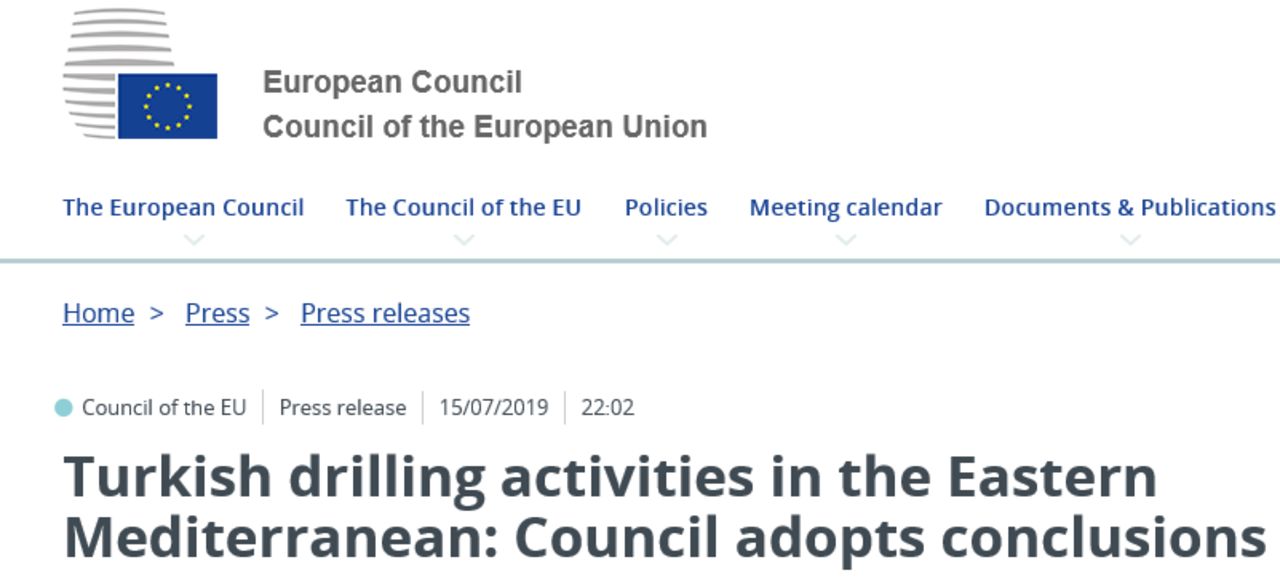 European Council
Council of the European Union
The European Council The Council of the EU Policies Meeting calendar Documents & Publications
Home > Press > Press releases
Council of the EU Press release 15/07/2019 22:02
Turkish drilling activities in the Eastern
Mediterranean: Council adopts conclusions